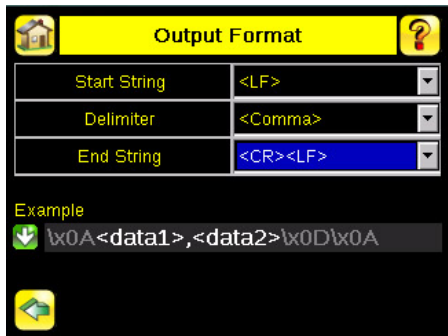 Output Format
?
Start String <LF>
Delimiter <Comma>
End String <CR><LF>
Example
\x0A<data1>,<data2>\x0D\x0A